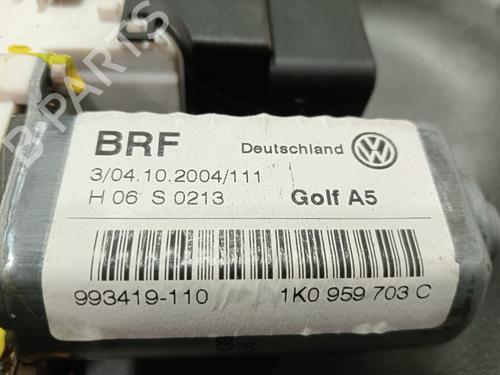 BRF
Deutschland
3/04.10.2004/111
H 06 S 0213
Golf A5
993419-110
1K0 959 703 C